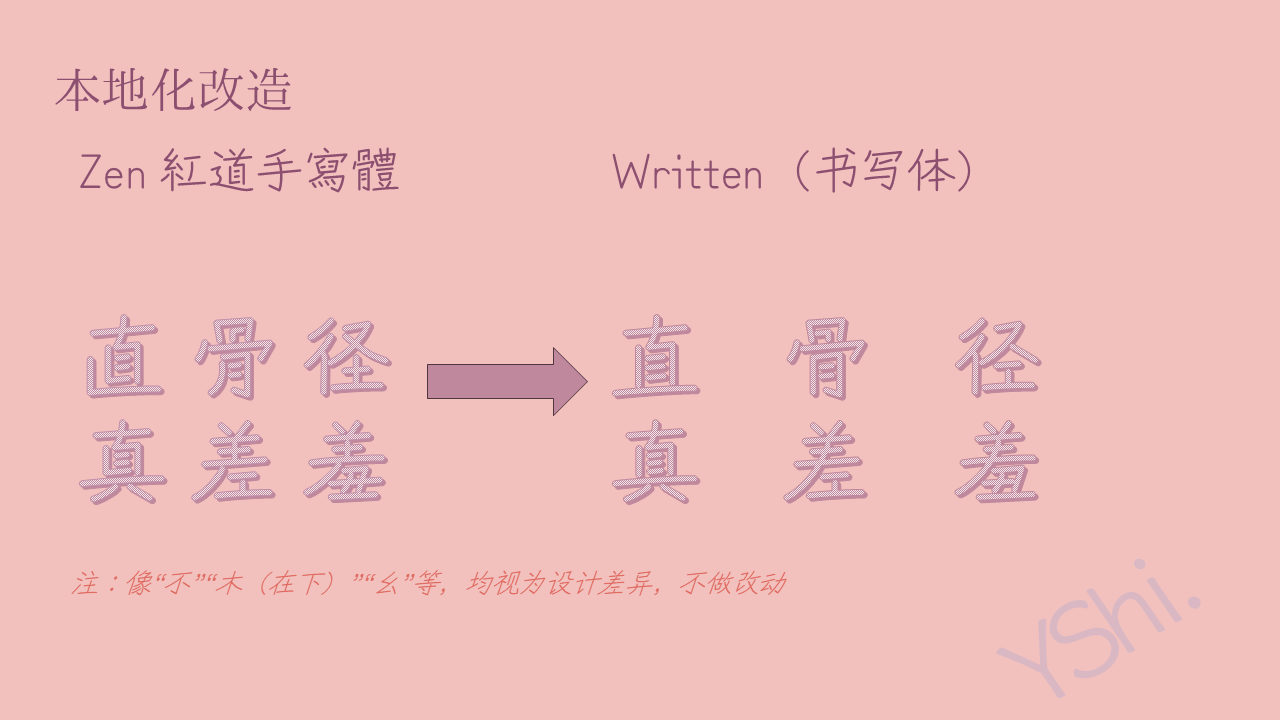 本地化改造
Zen 紅道手寫體
Written（书写体）
直骨径
直 骨 径
真差羞
真 差 羞
注：像“不”“木（在下）”“幺”等，均视为设计差异，不做改动
YShi.